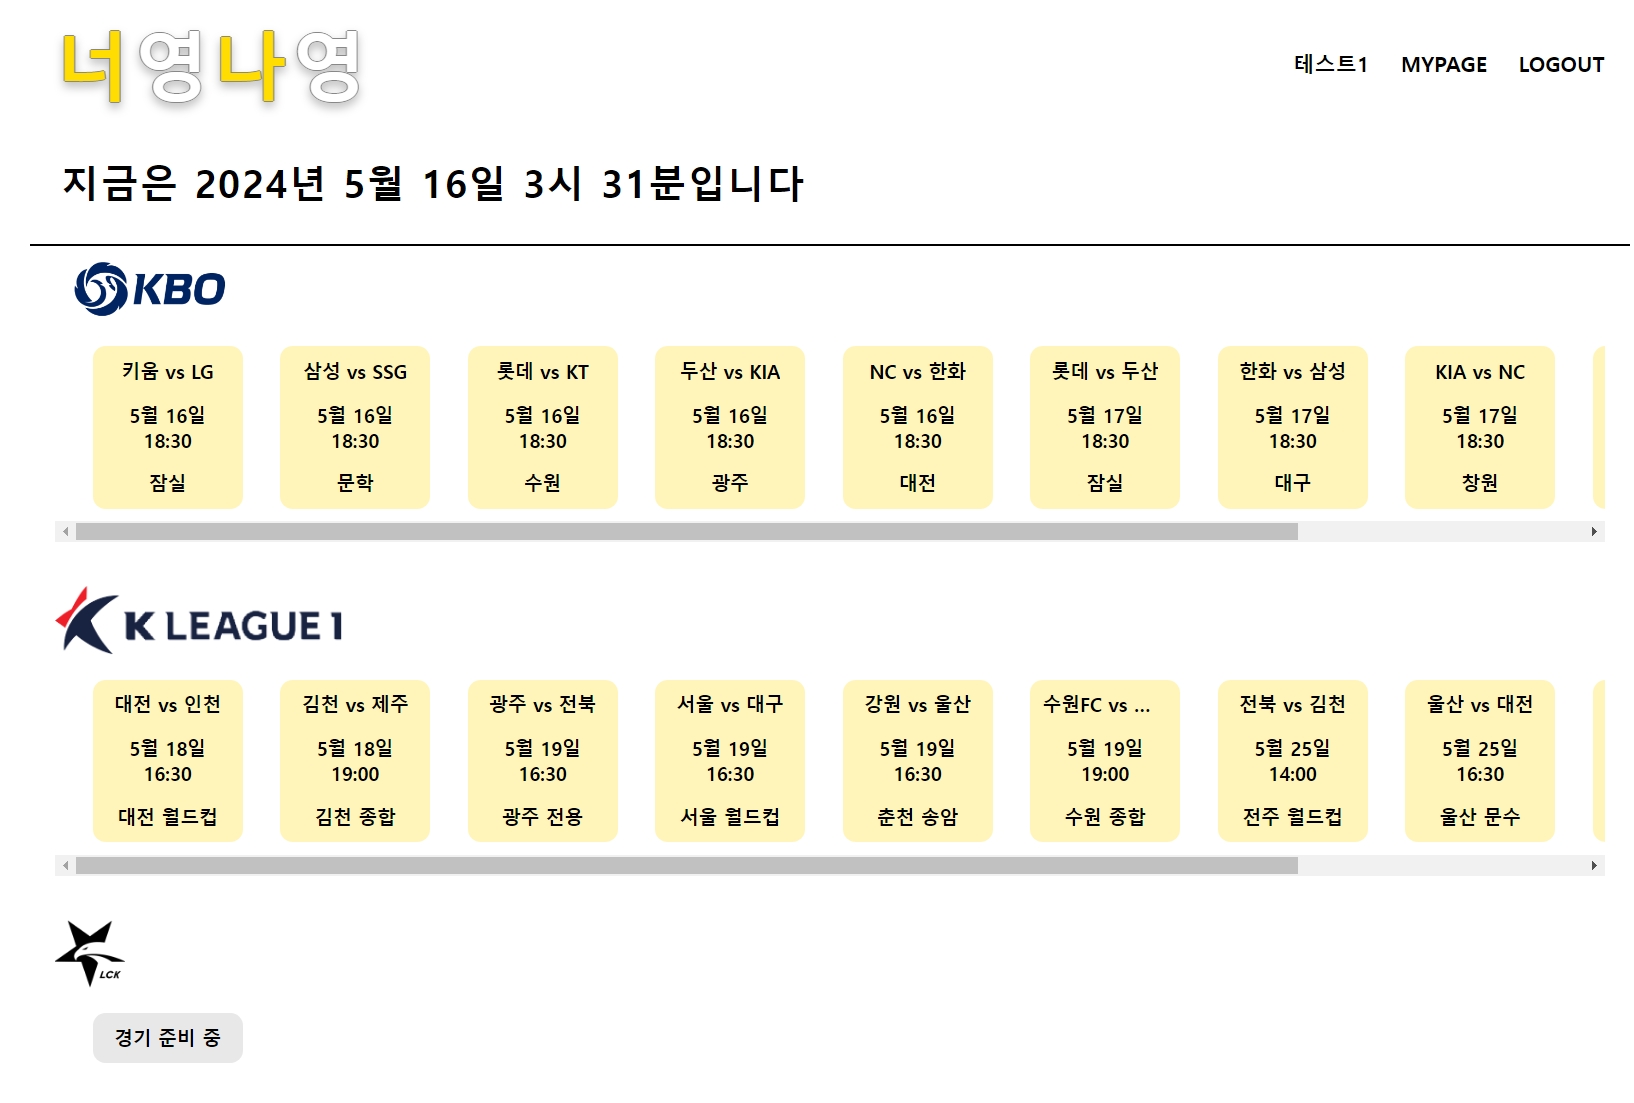 너영나영
테스트1 MYPAGE LOGOUT
지금은 2024년 5월 16일 3시 31분입니다
KBO
키움 vs LG
5월 16일
18:30
잠실
삼성 vs SSG
5월 16일
18:30
문학
롯데 vs KT
5월 16일
18:30
수원
두산 vs KIA
5월 16일
18:30
광주
NC vs 한화
5월 16일
18:30
대전
롯데 vs 두산
5월 17일
18:30
잠실
한화 vs 삼성
5월 17일
18:30
대구
KIA vs NC
5월 17일
18:30
창원
K LEAGUE 1
대전 vs 인천
5월 18일
16:30
대전 월드컵
김천 vs 제주
5월 18일
19:00
김천 종합
광주 vs 전북
5월 19일
16:30
광주 전용
서울 vs 대구
5월 19일
16:30
서울 월드컵
강원 vs 울산
5월 19일
16:30
춘천 송암
수원FC vs ...
5월 19일
19:00
수원 종합
전북 vs 김천
5월 25일
14:00
전주 월드컵
울산 vs 대전
5월 25일
16:30
울산 문수
LCK
경기 준비 중